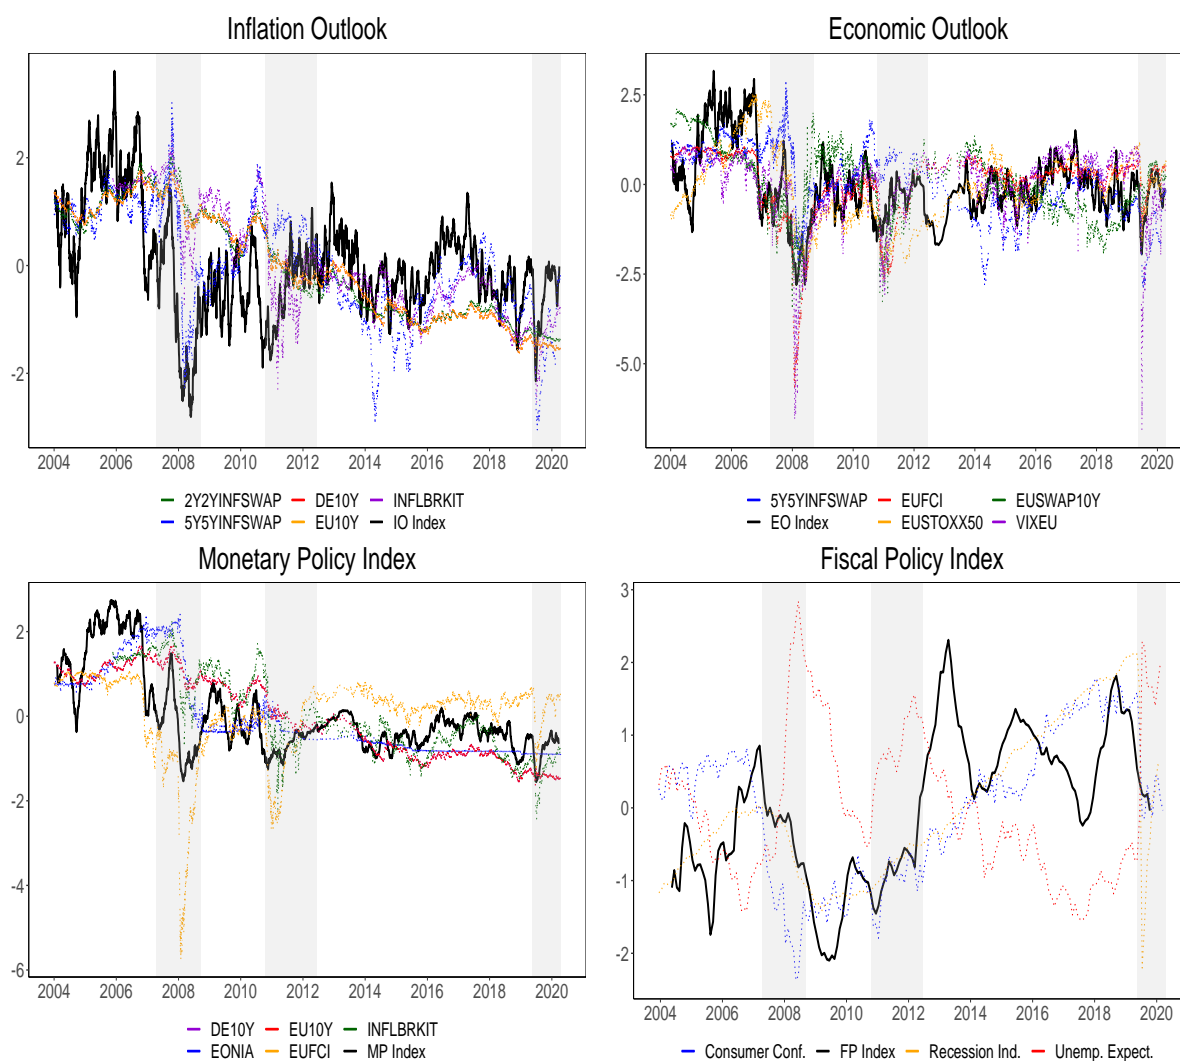 Inflation Outlook
2
0
-2
2004 2006 2008 2010 2012 2014 2016 2018 2020
2Y2YINFSWAP DE10Y INFLBRKIT
5Y5YINFSWAP EU10Y IO Index
Economic Outlook
2.5
0.0
-2.5
-5.0
2004 2006 2008 2010 2012 2014 2016 2018 2020
5Y5YINFSWAP EUFCI EUSWAP10Y
EO Index EUSTOXX50 VIXEU
Monetary Policy Index
2
0
-2
-4
-6
2004 2006 2008 2010 2012 2014 2016 2018 2020
DE10Y EU10Y INFLBRKIT
EONIA EUFCI MP Index
Fiscal Policy Index
3
2
1
0
-1
-2
2004 2006 2008 2010 2012 2014 2016 2018 2020
Consumer Conf. FP Index Recession Ind. Unemp. Expect.